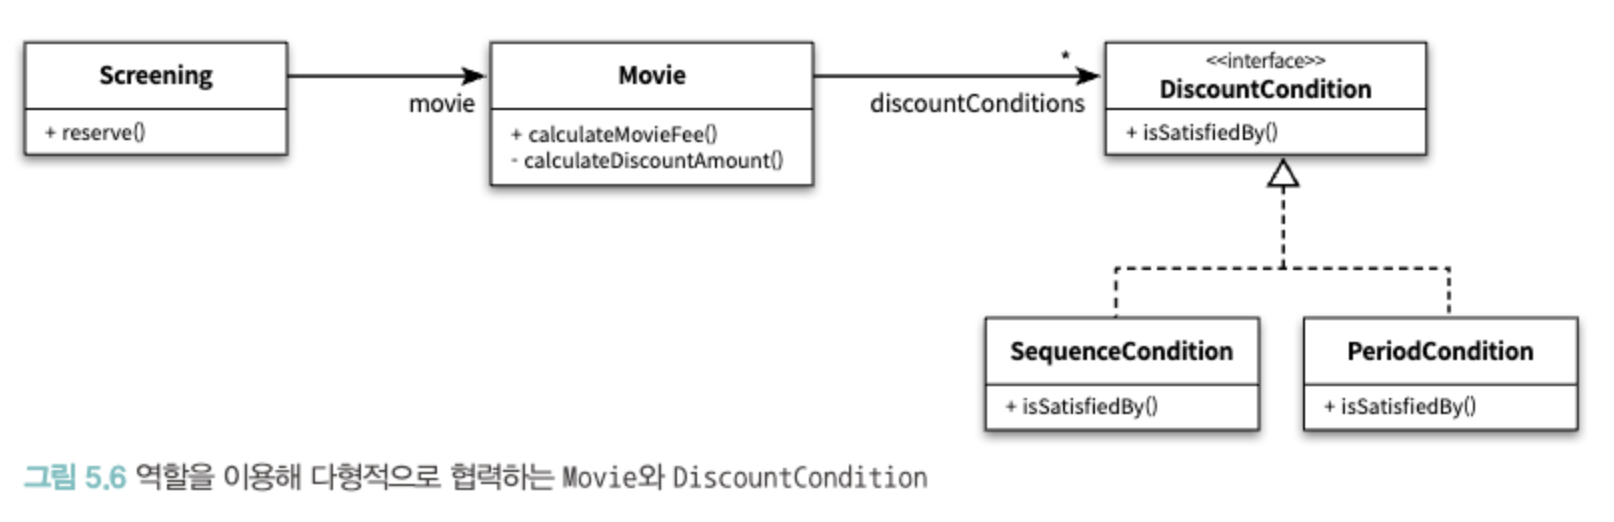 Screening
+ reserve()
movie
Movie
+ calculateMovieFee()
- calculateDiscountAmount()
*
discountConditions
<<interface>>
DiscountCondition
+ isSatisfiedBy()
SequenceCondition
+ isSatisfiedBy()
PeriodCondition
+ isSatisfiedBy()
그림 5.6 역할을 이용해 다형적으로 협력하는 Movie와 DiscountCondition